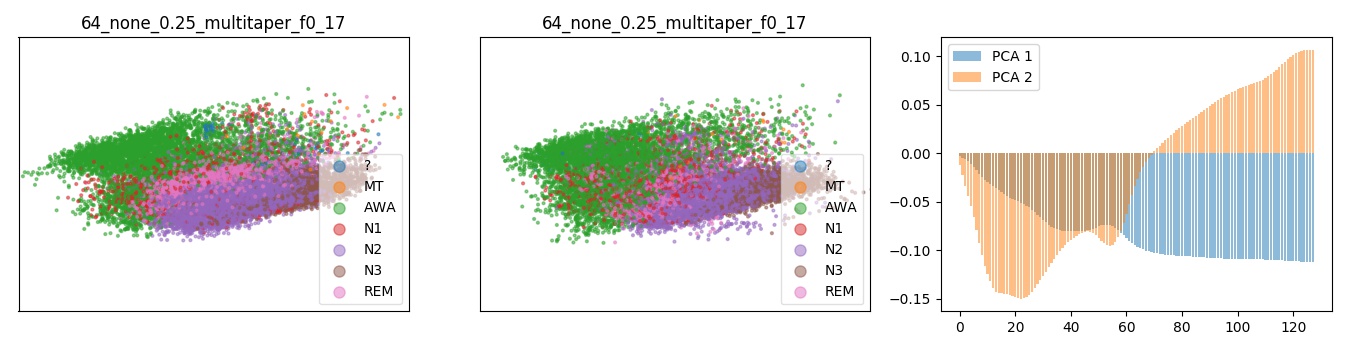 64_none_0.25_multitaper_f0_17
?
MT
AWA
N1
N2
N3
REM
64_none_0.25_multitaper_f0_17
?
MT
AWA
N1
N2
N3
REM
PCA 1
PCA 2
0.10
0.05
0.00
−0.05
−0.10
−0.15
0 20 40 60 80 100 120